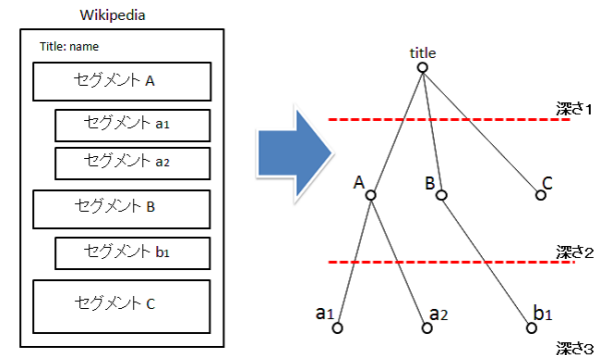 Wikipedia
Title: name
セグメント A
セグメント a1
セグメント a2
セグメント B
セグメント b1
セグメント C
title
深さ1
A
B
C
深さ2
a1
a2
b1
深さ3